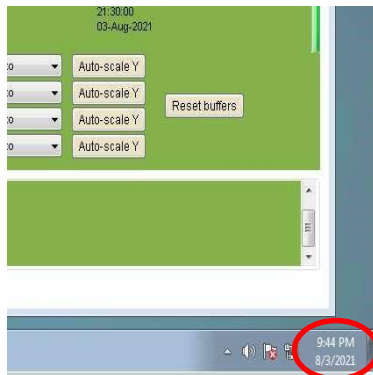 21:30:00
03-Aug-2021
Auto-scale Y
Auto-scale Y
Reset buffers
Auto-scale Y
Auto-scale Y
9:44 PM
8/3/2021